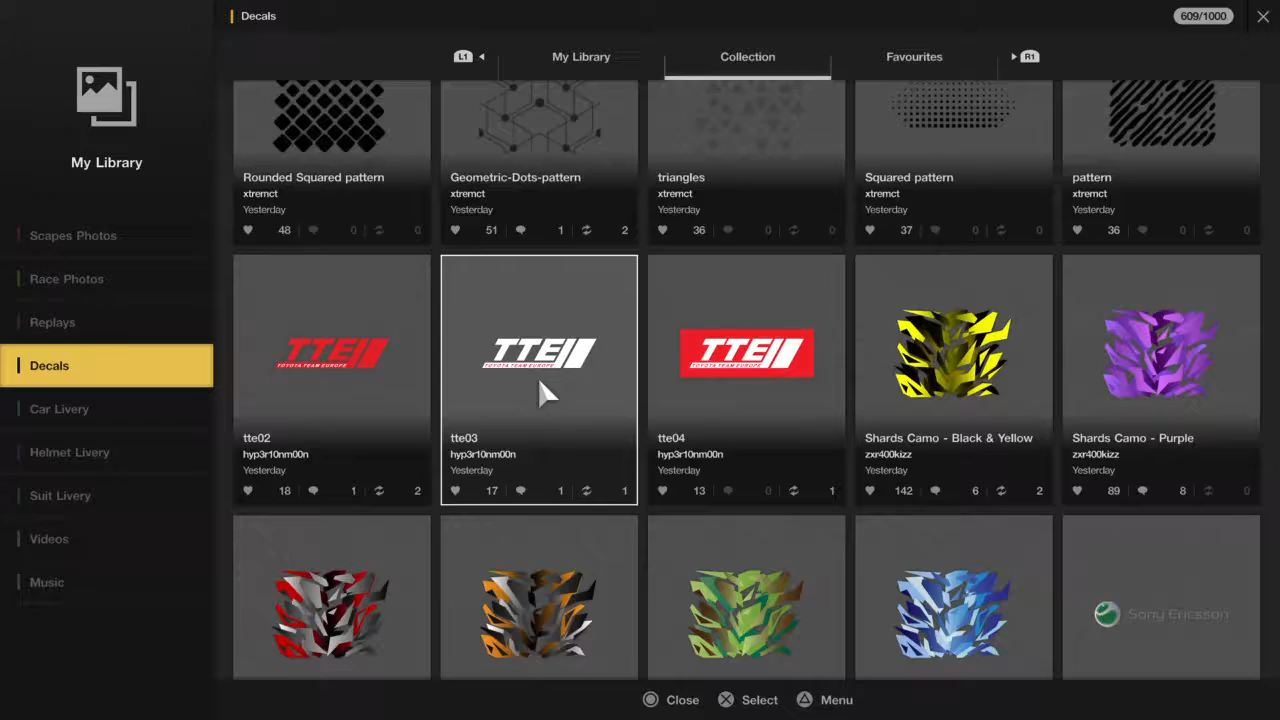 Decals
609/1000
L1
My Library
Collection
Favourites
R1
My Library
Scapes Photos
Race Photos
Replays
Decals
Car Livery
Helmet Livery
Suit Livery
Videos
Music
Rounded Squared pattern
xtremct
Yesterday
48 0 0
Geometric-Dots-pattern
xtremct
Yesterday
51 1 2
triangles
xtremct
Yesterday
36 0 0
Squared pattern
xtremct
Yesterday
37 0 0
pattern
xtremct
Yesterday
36 0 0
TTE
TOYOTA TEAM EUROPE
tte02
hyp3r10nm00n
Yesterday
18 1 2
TTE
TOYOTA TEAM EUROPE
tte03
hyp3r10nm00n
Yesterday
17 1 1
TTE
TOYOTA TEAM EUROPE
tte04
hyp3r10nm00n
Yesterday
13 0 1
Shards Camo - Black & Yellow
zxr400kizz
Yesterday
142 6 2
Shards Camo - Purple
zxr400kizz
Yesterday
89 8 0
Sony Ericsson
Close
Select
Menu